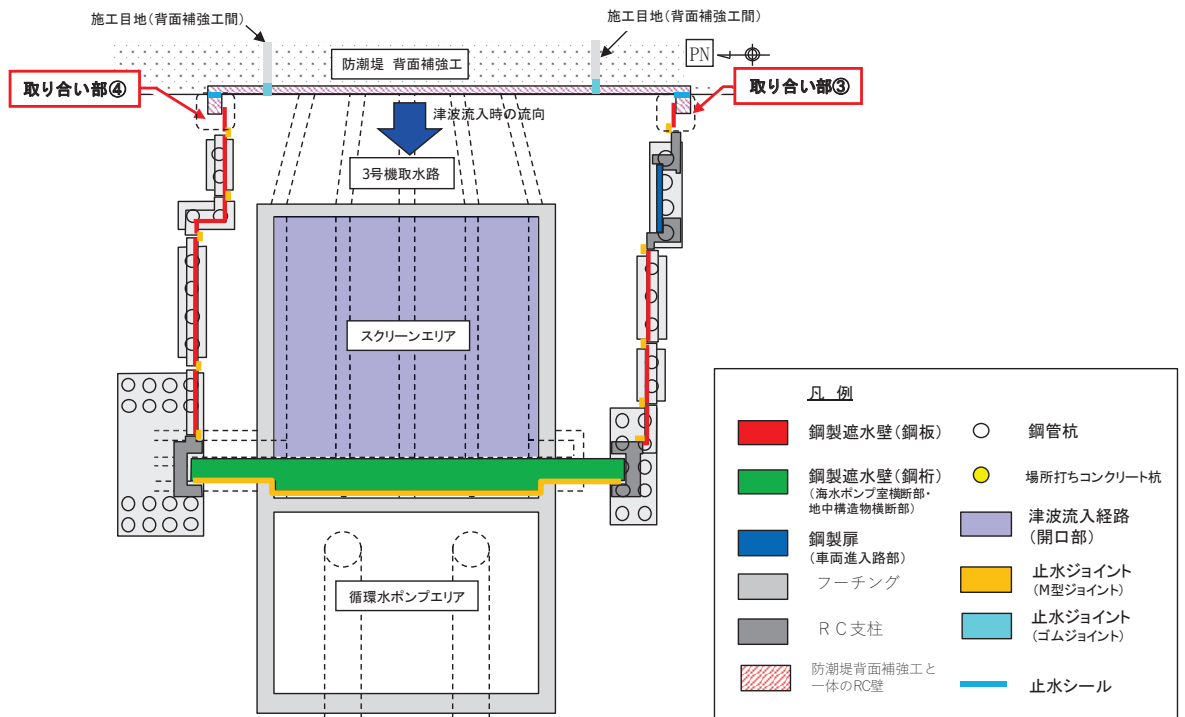 施工目地(背面補強工間)
施工目地(背面補強工間)
防潮堤 背面補強工
PN
取り合い部④
取り合い部③
津波流入時の流向
3号機取水路
スクリーンエリア
循環水ポンプエリア
凡 例
鋼製遮水壁(鋼板)
鋼製遮水壁(鋼桁)
(海水ポンプ室横断部・
地中構造物横断部)
鋼製扉
(車両進入路部)
フーチング
RC支柱
防潮堤背面補強工と
一体のRC壁
鋼管杭
場所打ちコンクリート杭
津波流入経路
(開口部)
止水ジョイント
(M型ジョイント)
止水ジョイント
(ゴムジョイント)
止水シール